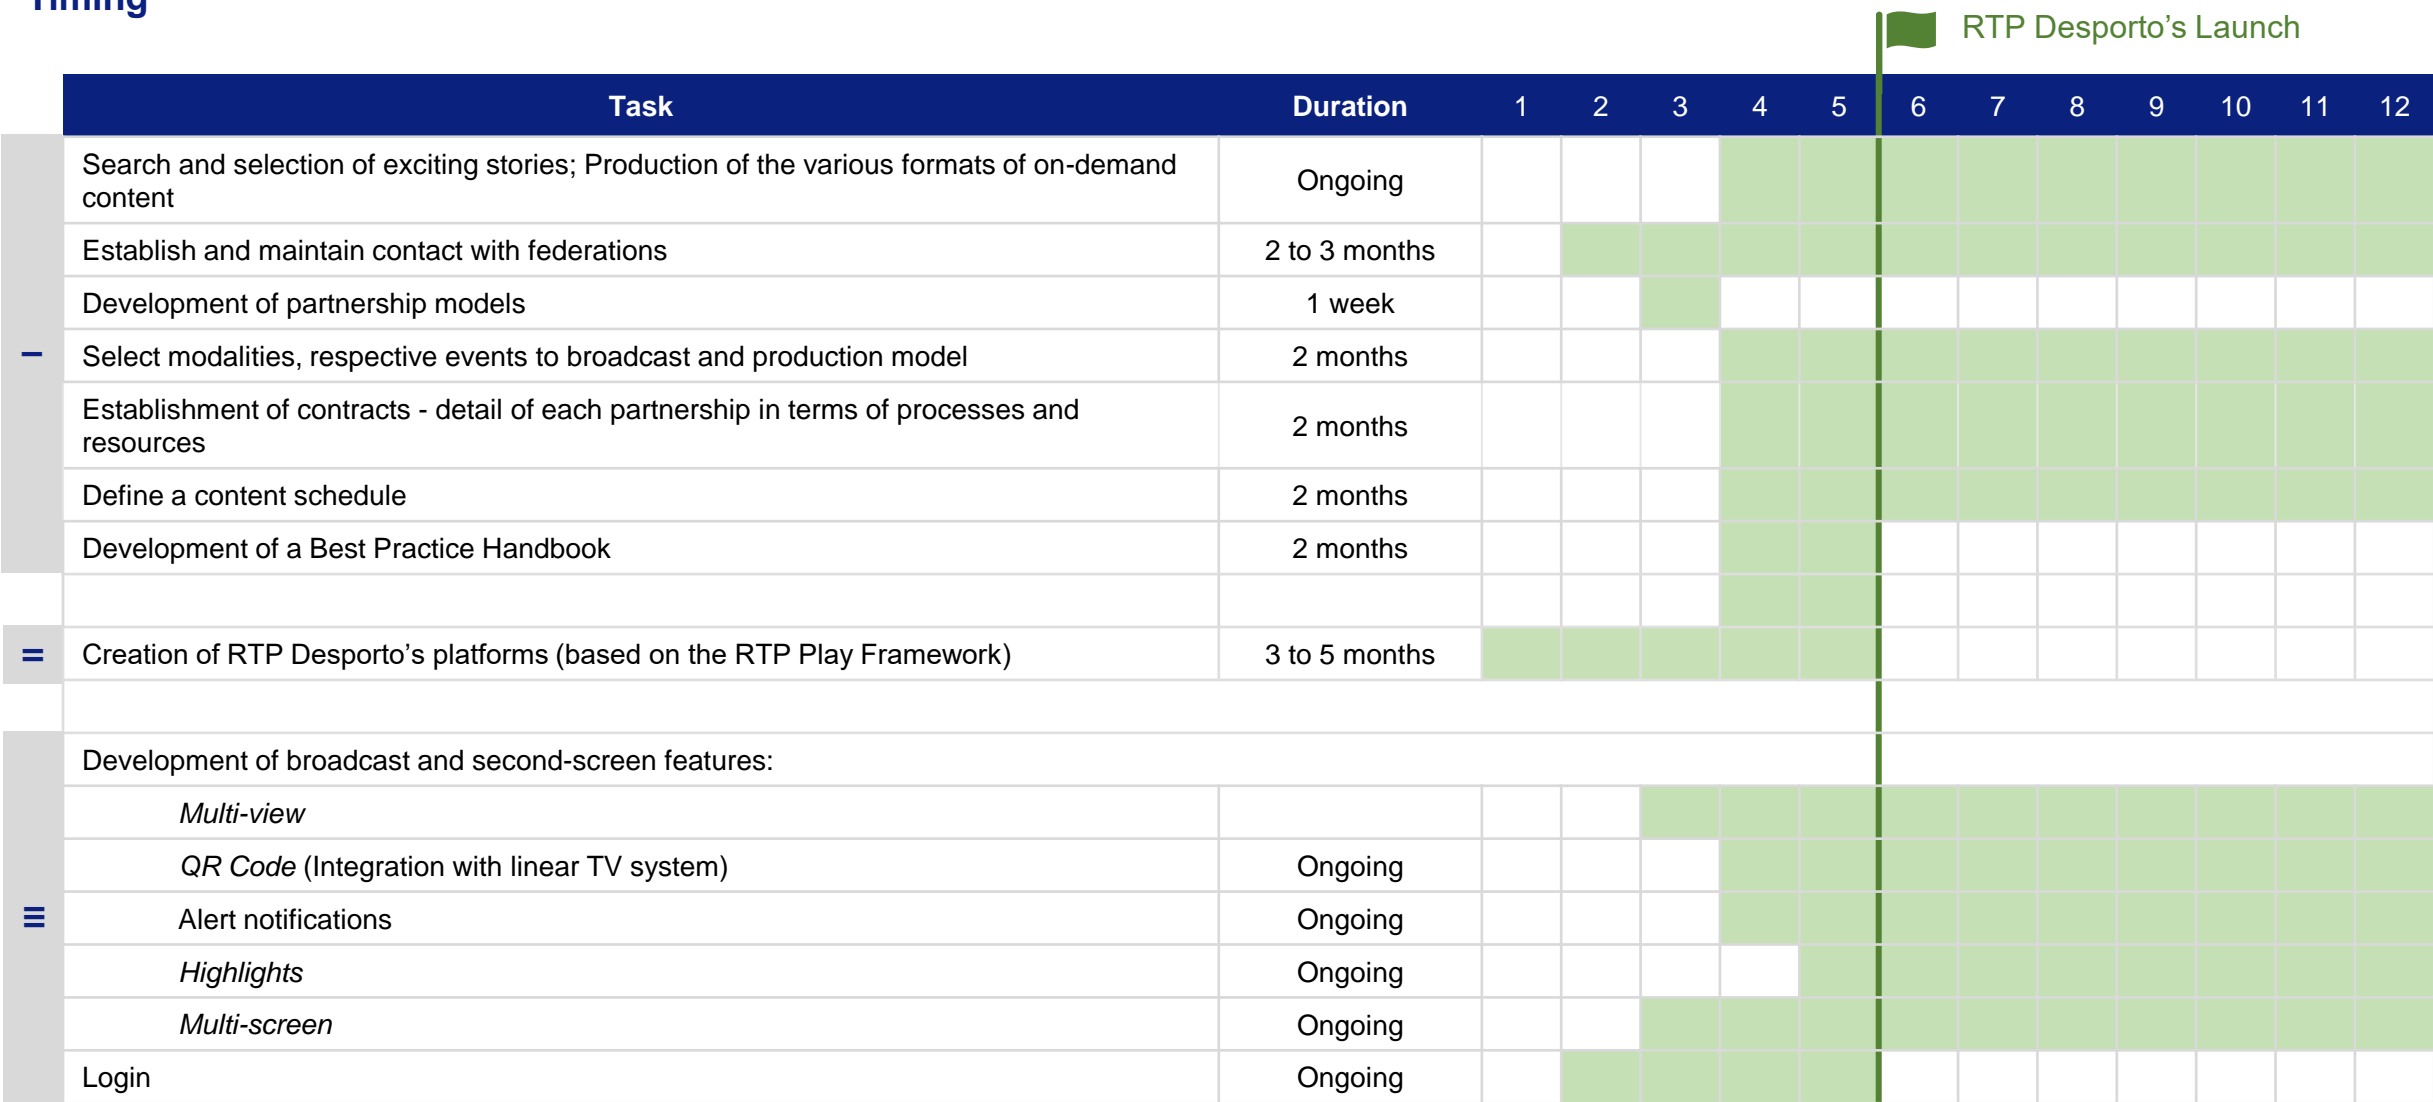 Timing
RTP Desporto's Launch
Task Duration 1 2 3 4 5 6 7 8 9 10 11 12
Search and selection of exciting stories; Production of the various formats of on-demand
content
Ongoing
Establish and maintain contact with federations 2 to 3 months
Development of partnership models 1 week
I
Select modalities, respective events to broadcast and production model 2 months
Establishment of contracts - detail of each partnership in terms of processes and
resources
2 months
Define a content schedule 2 months
Development of a Best Practice Handbook 2 months
II
Creation of RTP Desporto’s platforms (based on the RTP Play Framework) 3 to 5 months
Development of broadcast and second-screen features:
Multi-view
QR Code (Integration with linear TV system) Ongoing
III
Alert notifications Ongoing
Highlights Ongoing
Multi-screen Ongoing
Login Ongoing